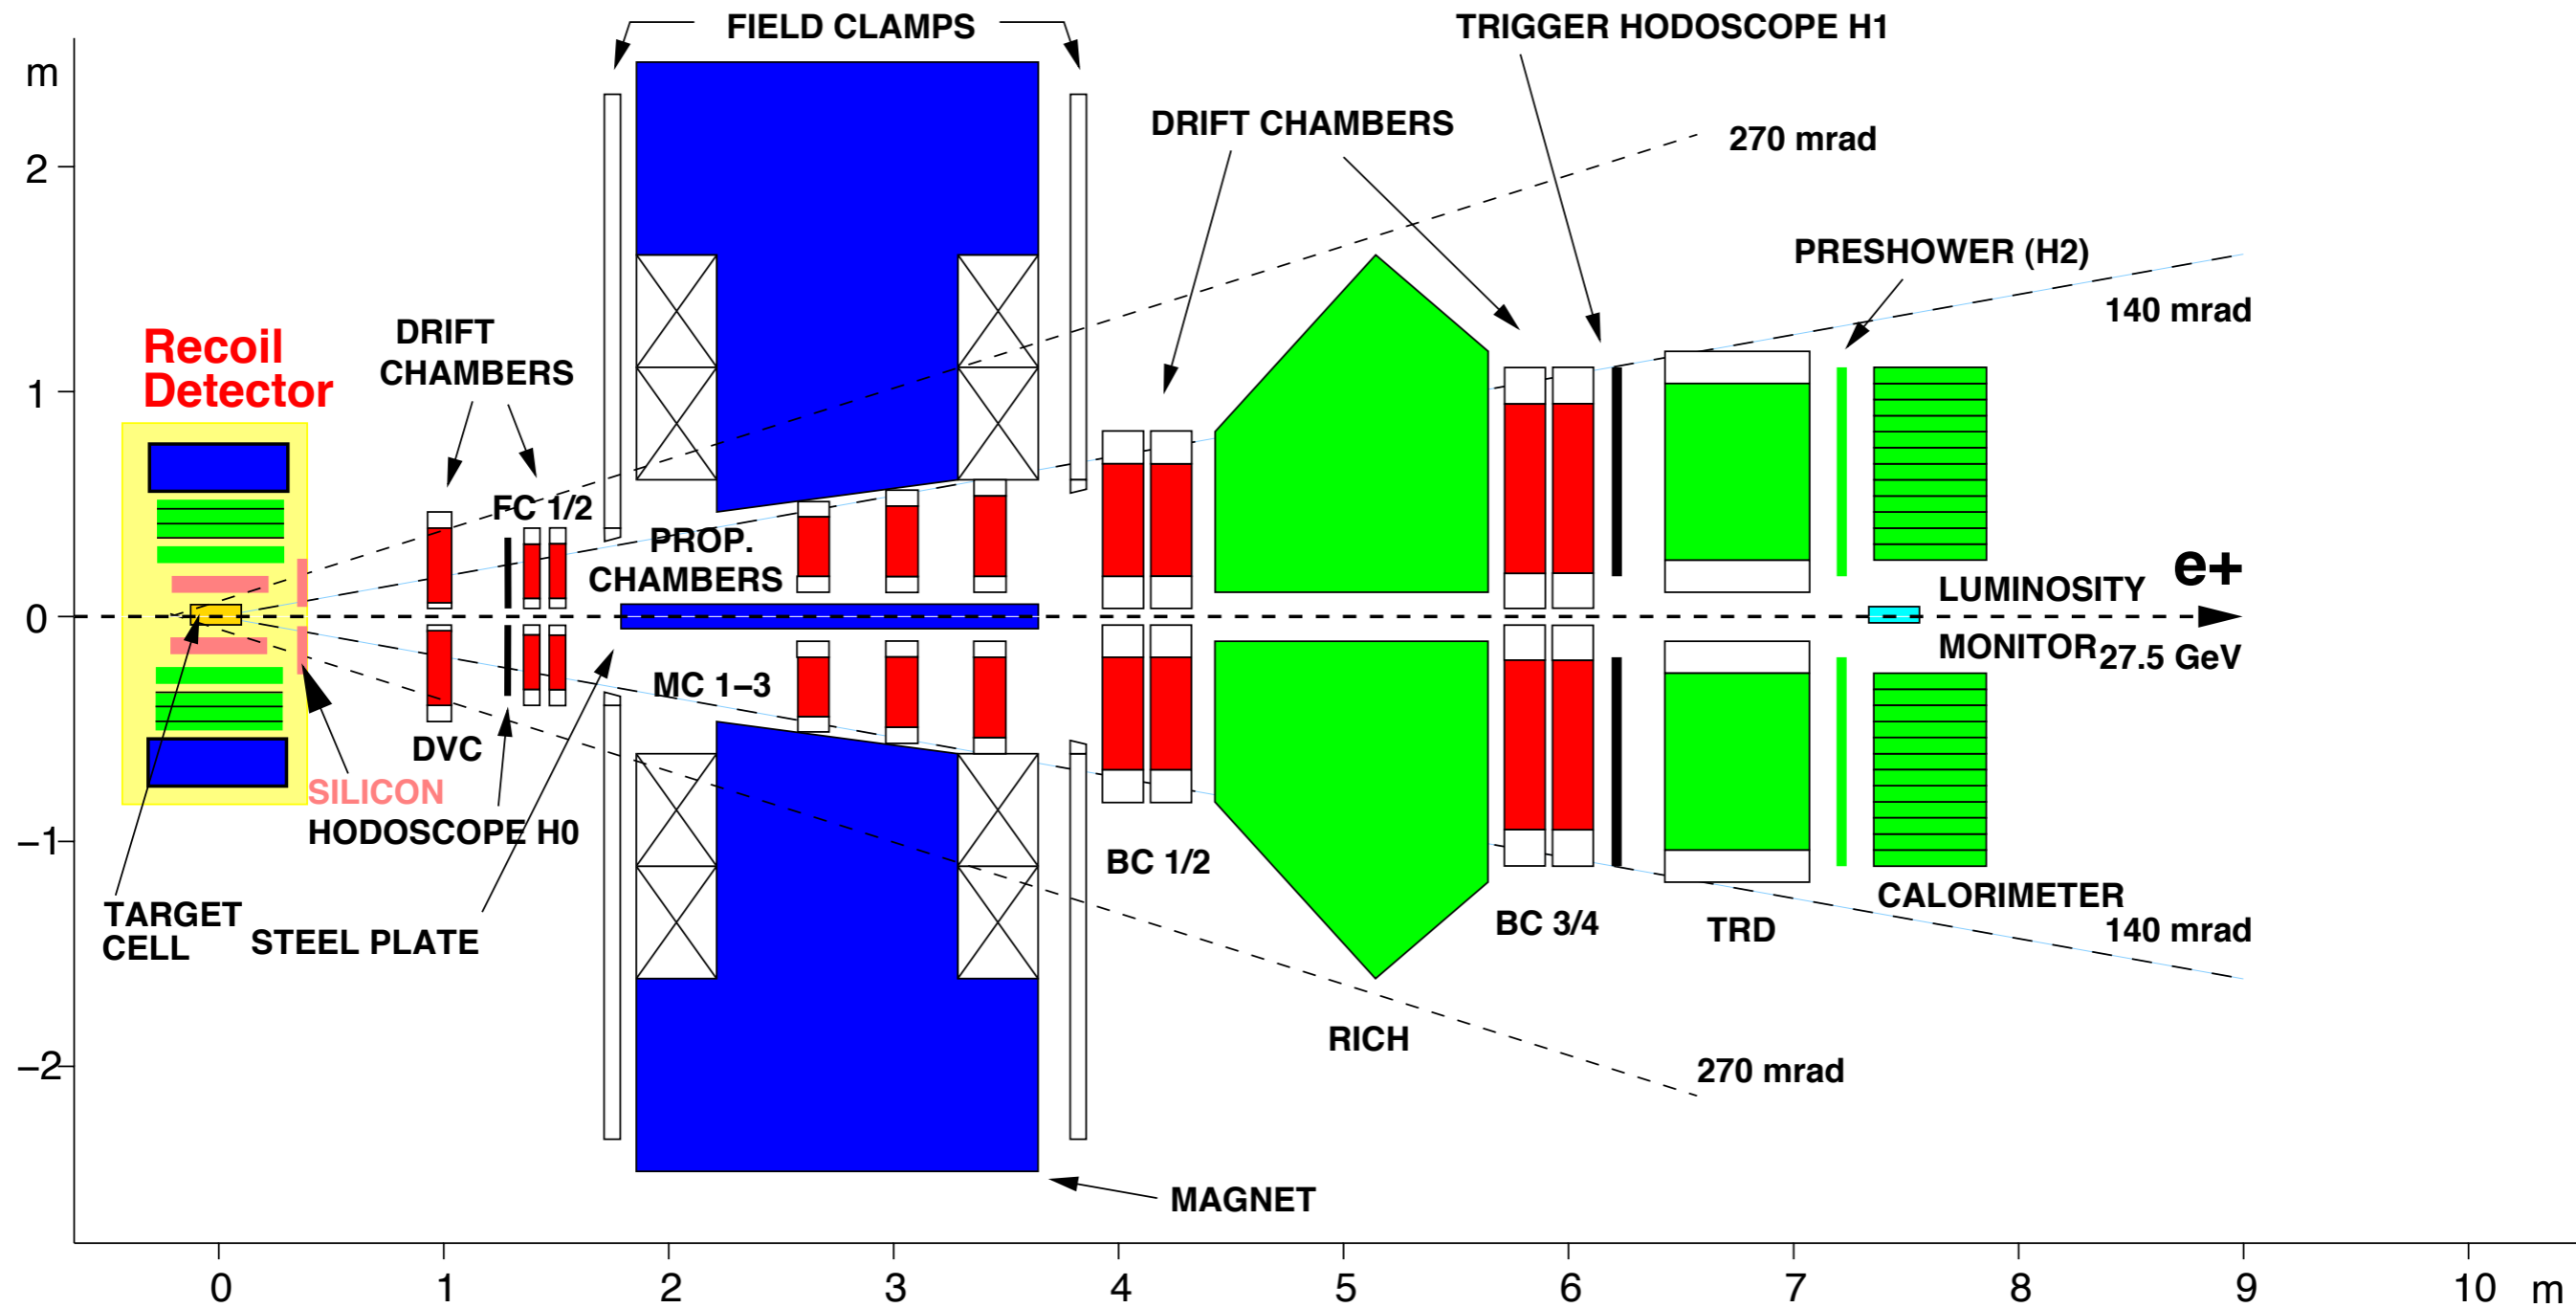 FIELD CLAMPS
TRIGGER HODOSCOPE H1
m
DRIFT CHAMBERS
270 mrad
2
PRESHOWER (H2)
140 mrad
Recoil
Detector
DRIFT
CHAMBERS
1
FC 1/2
PROP.
CHAMBERS
e+
LUMINOSITY
0
MONITOR
27.5 GeV
MC 1–3
DVC
SILICON
HODOSCOPE H0
–1
BC 1/2
CALORIMETER
TARGET
CELL
STEEL PLATE
BC 3/4
TRD
140 mrad
RICH
–2
270 mrad
MAGNET
0 1 2 3 4 5 6 7 8 9 10 m